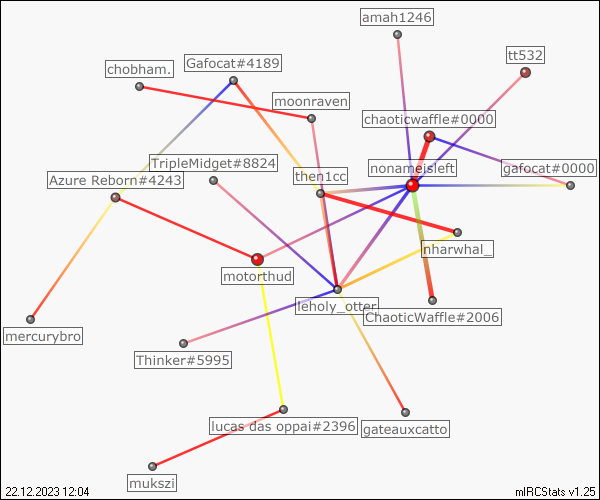 amah1246
tt532
Gafocat#4189
chobham.
moonraven
chaoticwaffle#0000
TripleMidget#8824
nonameisleft
gafocat#0000
then1cc
Azure Reborn#4243
nharwhal_
motorthud
leholy_otter
ChaoticWaffle#2006
mercurybro
Thinker#5995
lucas das oppai#2396
gateauxcatto
mukszi
22.12.2023 12:04
mIRCStats v1.25